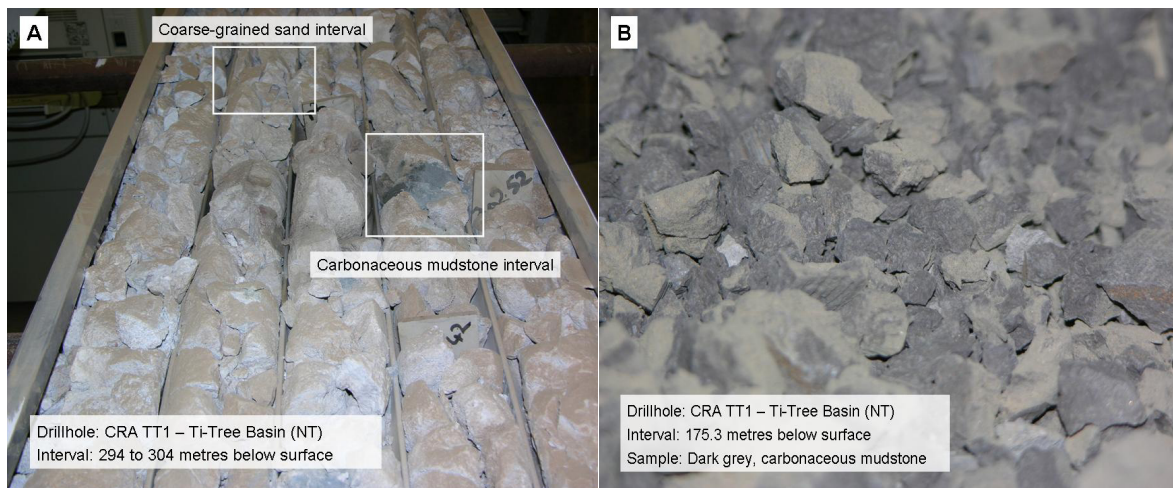 A
Coarse-grained sand interval
Carbonaceous mudstone interval
42
Drillhole: CRA TT1 – Ti-Tree Basin (NT)
Interval: 294 to 304 metres below surface
B
Drillhole: CRA TT1 – Ti-Tree Basin (NT)
Interval: 175.3 metres below surface
Sample: Dark grey, carbonaceous mudstone